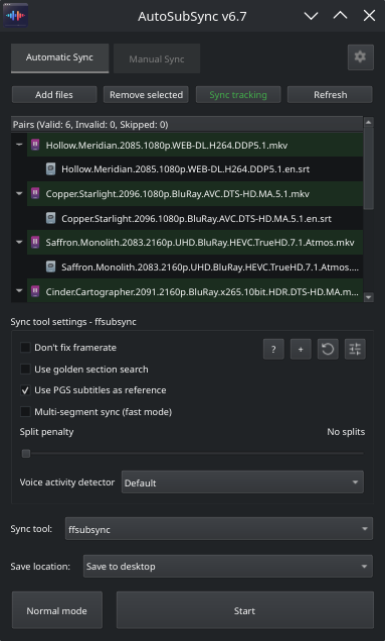 AutoSubSync v6.7
Automatic Sync
Manual Sync
Add files
Remove selected
Sync tracking
Refresh
Pairs (Valid: 6, Invalid: 0, Skipped: 0)
Hollow.Meridian.2085.1080p.WEB-DL.H264.DDP5.1.mkv
Hollow.Meridian.2085.1080p.WEB-DL.H264.DDP5.1.en.srt
Copper.Starlight.2096.1080p.BluRay.AVC.DTS-HD.MA.5.1.mkv
Copper.Starlight.2096.1080p.BluRay.AVC.DTS-HD.MA.5.1.en.srt
Saffron.Monolith.2083.2160p.UHD.BluRay.HEVC.TrueHD.7.1.Atmos.mkv
Saffron.Monolith.2083.2160p.UHD.BluRay.HEVC.TrueHD.7.1.Atmos....
Cinder.Cartographer.2091.2160p.BluRay.x265.10bit.HDR.DTS-HD.MA.m...
Sync tool settings - ffsubsync
Don't fix framerate
? +
Use golden section search
Use PGS subtitles as reference
Multi-segment sync (fast mode)
Split penalty
No splits
Voice activity detector
Default
Sync tool:
ffsubsync
Save location:
Save to desktop
Normal mode
Start